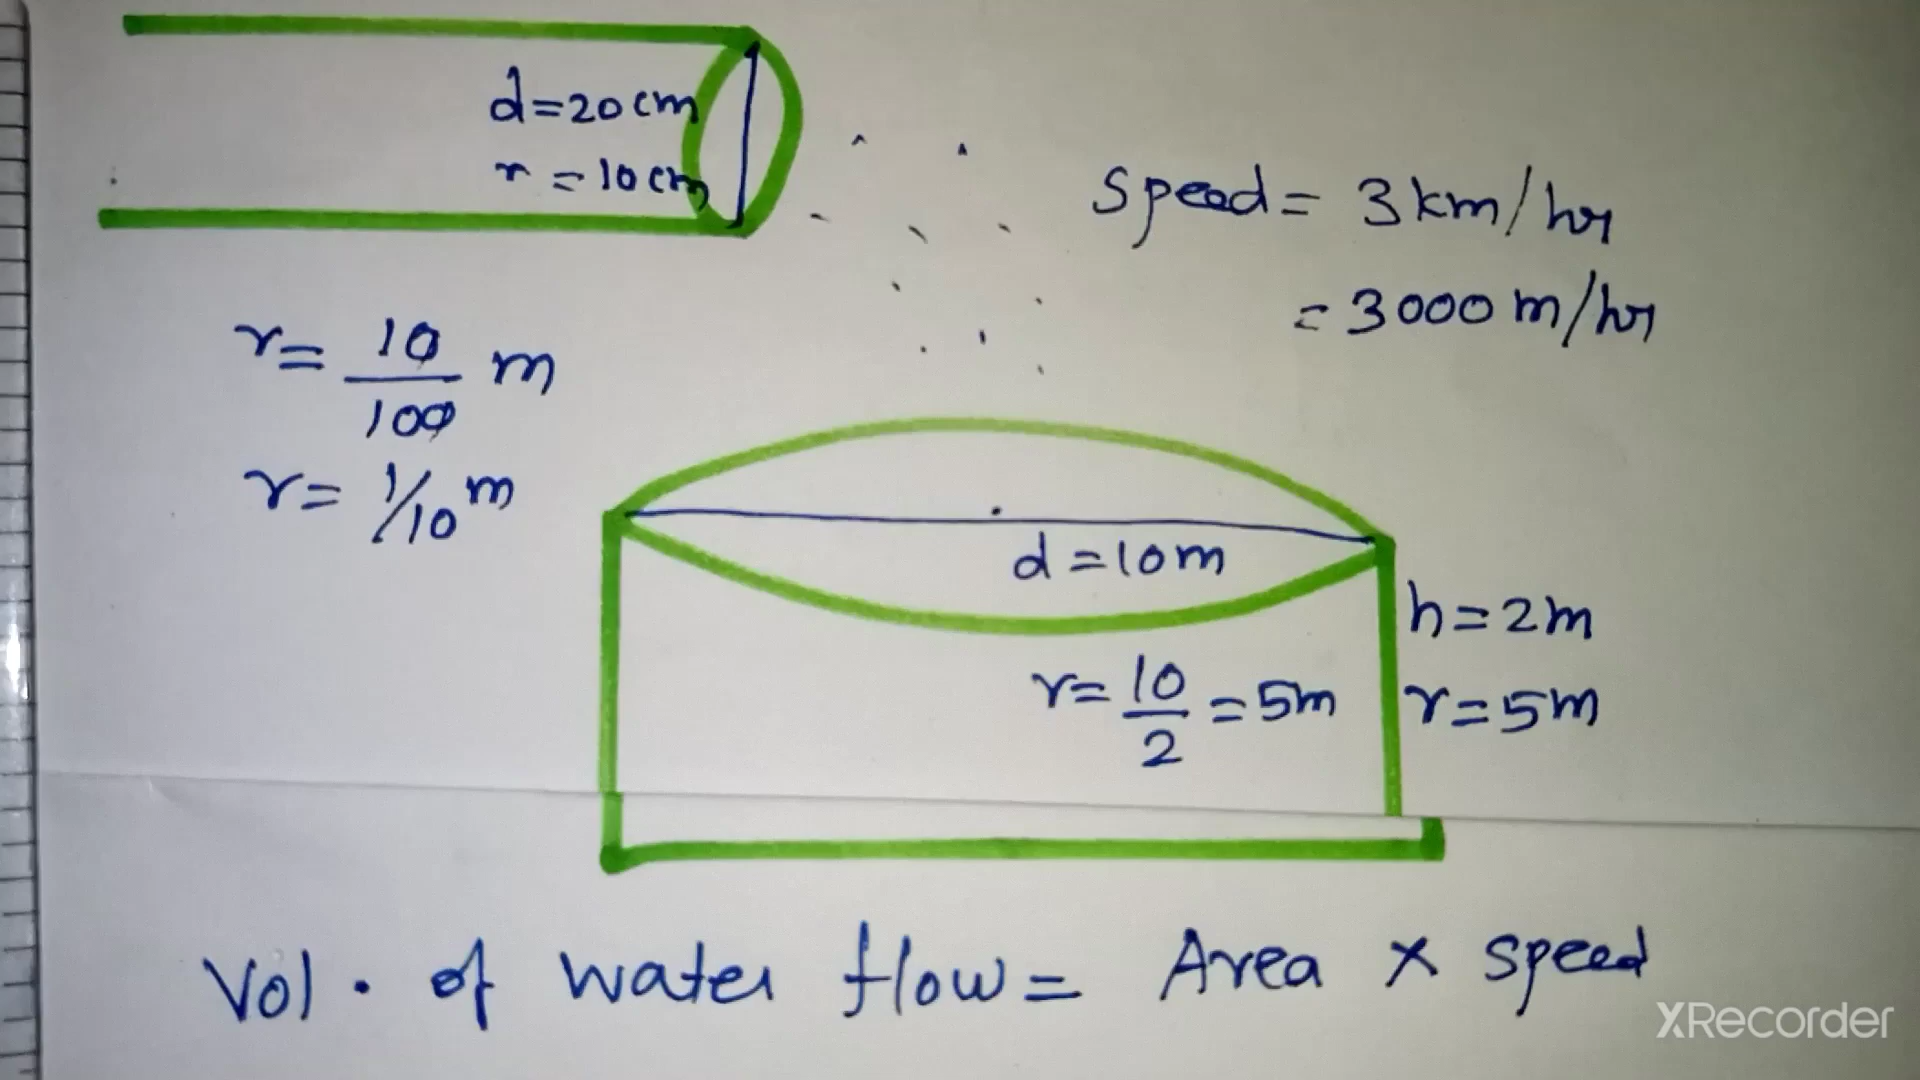 d=20cm
r=10cm
Speed= 3km/hr
=3000m/hr
r= 10/100 m
r= 1/10 m
d=10m
h=2m
r= 10/2 =5m
r=5m
Vol. of water flow= Area × speed
XRecorder